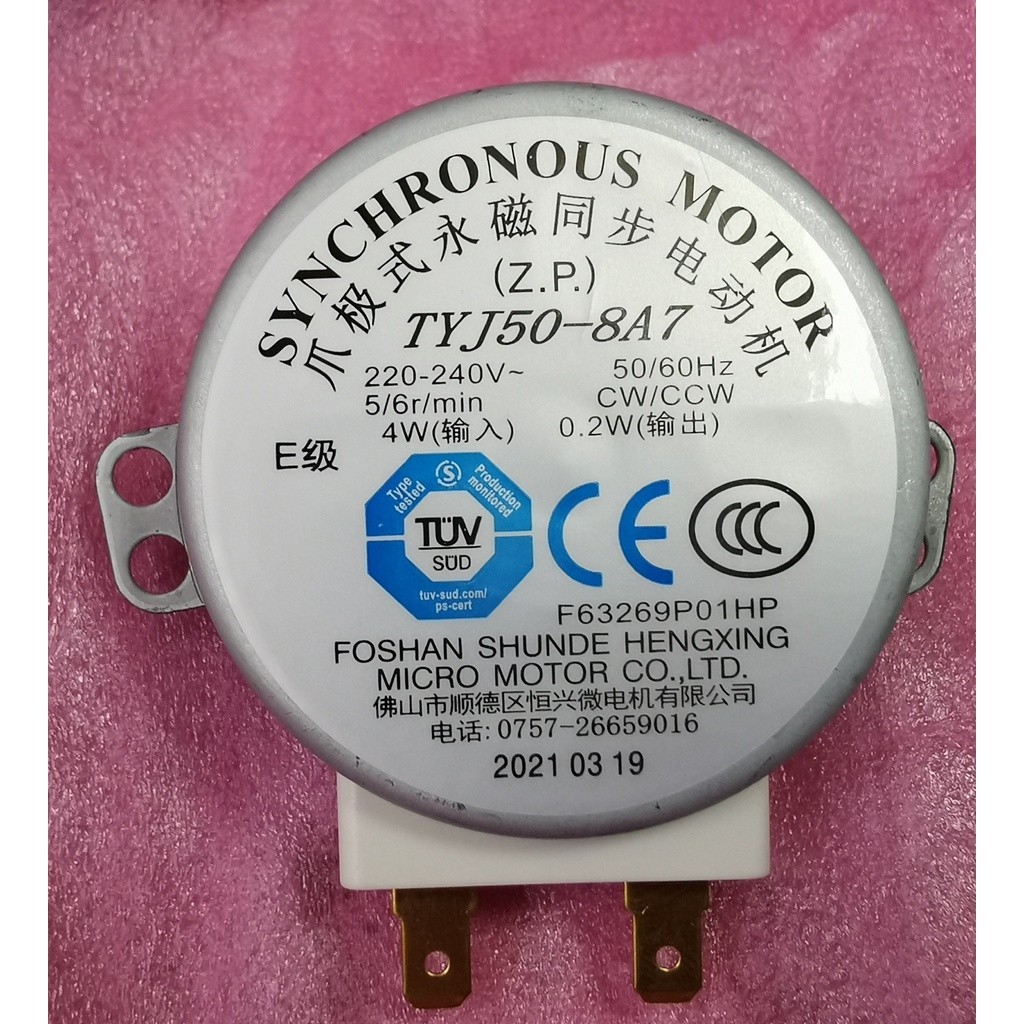 SYNCHRONOUS MOTOR
爪极式永磁同步电动机
(Z.P.)
TYJ50-8A7
220-240V~ 50/60Hz
5/6r/min CW/CCW
4W(输入) 0.2W(输出)
E级
Type tested
S
Production monitored
TÜV
SÜD
tuv-sud.com/
ps-cert
CE
CCC
F63269P01HP
FOSHAN SHUNDE HENGXING
MICRO MOTOR CO.,LTD.
佛山市顺德区恒兴微电机有限公司
电话: 0757-26659016
2021 03 19